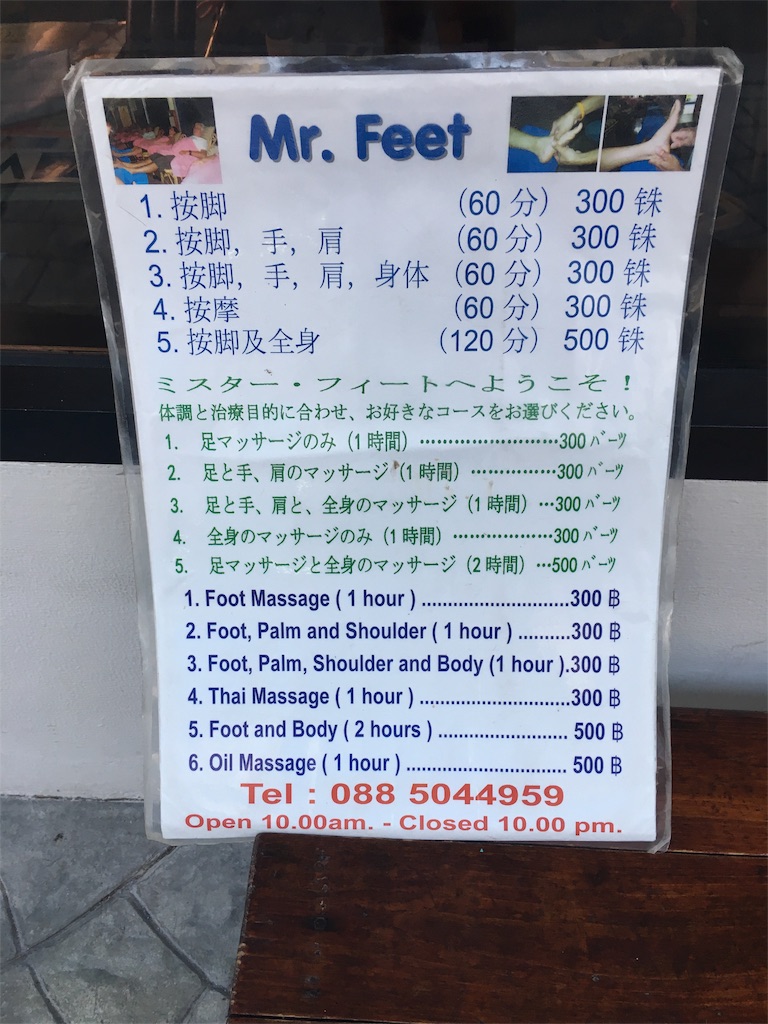 Mr. Feet
1. 按脚 (60 分) 300 铢
2. 按脚, 手, 肩 (60 分) 300 铢
3. 按脚, 手, 肩, 身体 (60 分) 300 铢
4. 按摩 (60 分) 300 铢
5. 按脚及全身 (120 分) 500 铢
ミスター・フィートへようこそ!
体調と治療目的に合わせ、お好きなコースをお選びください。
1. 足マッサージのみ (1 時間) ………………………300 バーツ
2. 足と手、肩のマッサージ (1 時間) ……………300 バーツ
3. 足と手、肩と、全身のマッサージ (1 時間) …300 バーツ
4. 全身のマッサージのみ (1 時間) ………………300 バーツ
5. 足マッサージと全身のマッサージ (2 時間) …500 バーツ
1. Foot Massage ( 1 hour ) ............................300 ฿
2. Foot, Palm and Shoulder ( 1 hour ) ..........300 ฿
3. Foot, Palm, Shoulder and Body (1 hour ).300 ฿
4. Thai Massage ( 1 hour ) .............................300 ฿
5. Foot and Body ( 2 hours ) ......................... 500 ฿
6. Oil Massage ( 1 hour ) ............................... 500 ฿
Tel : 088 5044959
Open 10.00am. - Closed 10.00 pm.